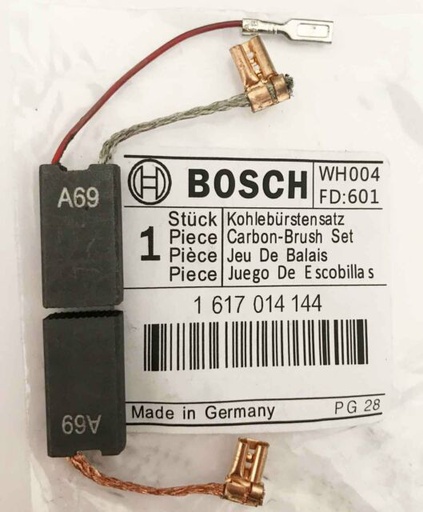 A69
BOSCH
WH004
FD:601
1
Stück Kohlebürstensatz
Piece Carbon-Brush Set
Pièce Jeu De Balais
Piece Juego De Escobillas
1 617 014 144
Made in Germany PG 28
A69